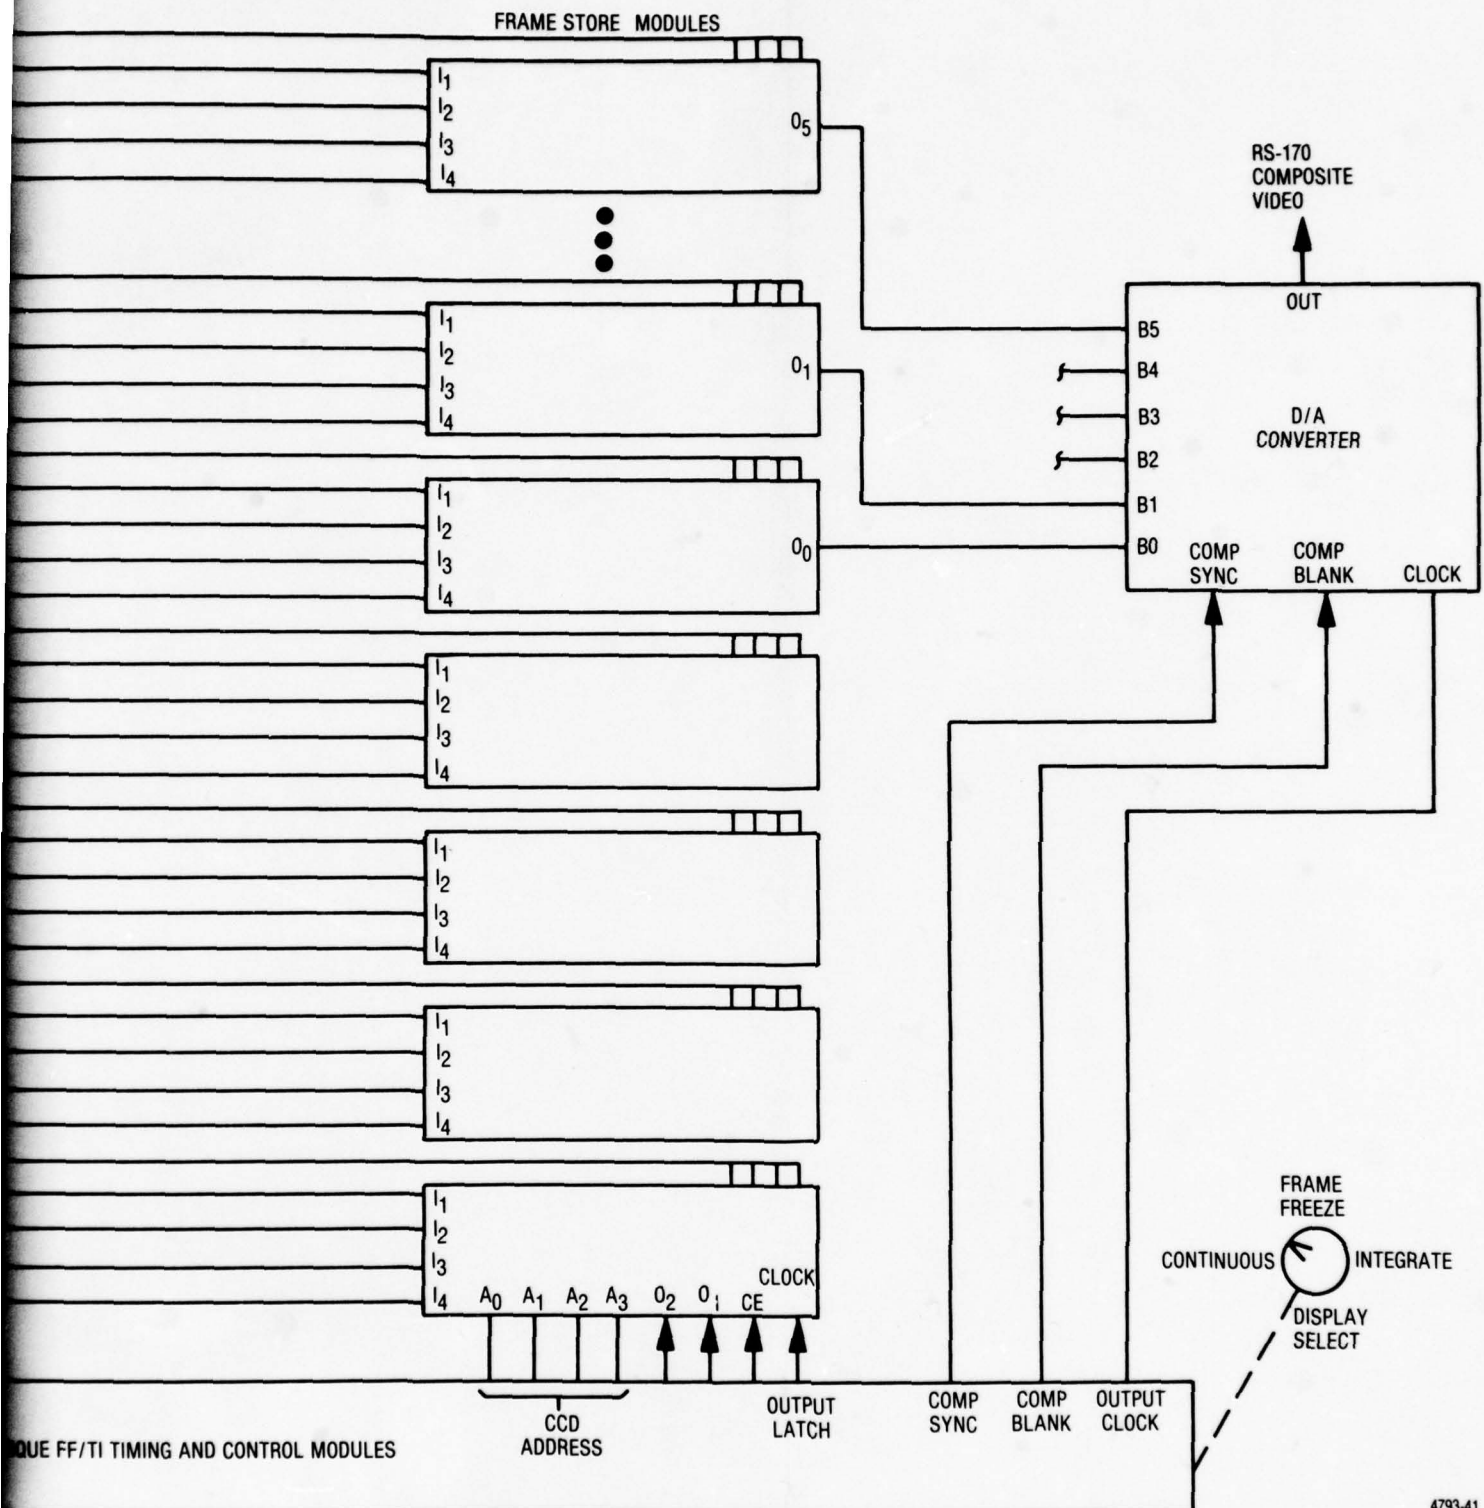 FRAME STORE MODULES
I1
I2
I3
I4
O5
RS-170
COMPOSITE
VIDEO
I1
I2
I3
I4
O1
OUT
B5
B4
B3
B2
B1
B0
D/A
CONVERTER
COMP
SYNC
COMP
BLANK
CLOCK
I1
I2
I3
I4
O0
I1
I2
I3
I4
I1
I2
I3
I4
I1
I2
I3
I4
I1
I2
I3
I4
A0 A1 A2 A3 O2 O1 CE
CLOCK
FRAME
FREEZE
CONTINUOUS
INTEGRATE
DISPLAY
SELECT
CCD
ADDRESS
OUTPUT
LATCH
COMP
SYNC
COMP
BLANK
OUTPUT
CLOCK
FF/TI TIMING AND CONTROL MODULES